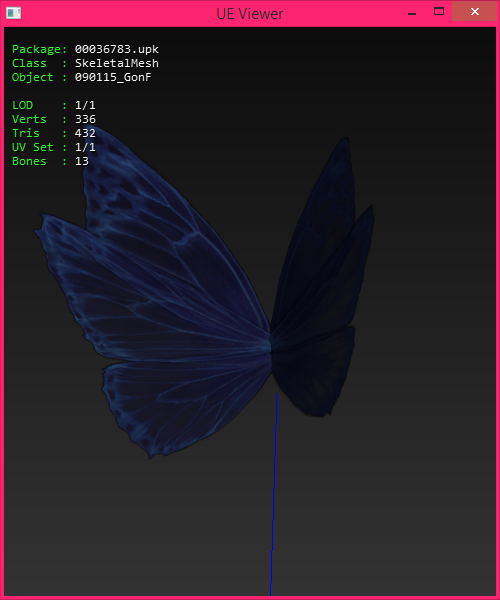 UE Viewer
Package: 00036783.upk
Class : SkeletalMesh
Object : 090115_GonF
LOD : 1/1
Verts : 336
Tris : 432
UV Set : 1/1
Bones : 13